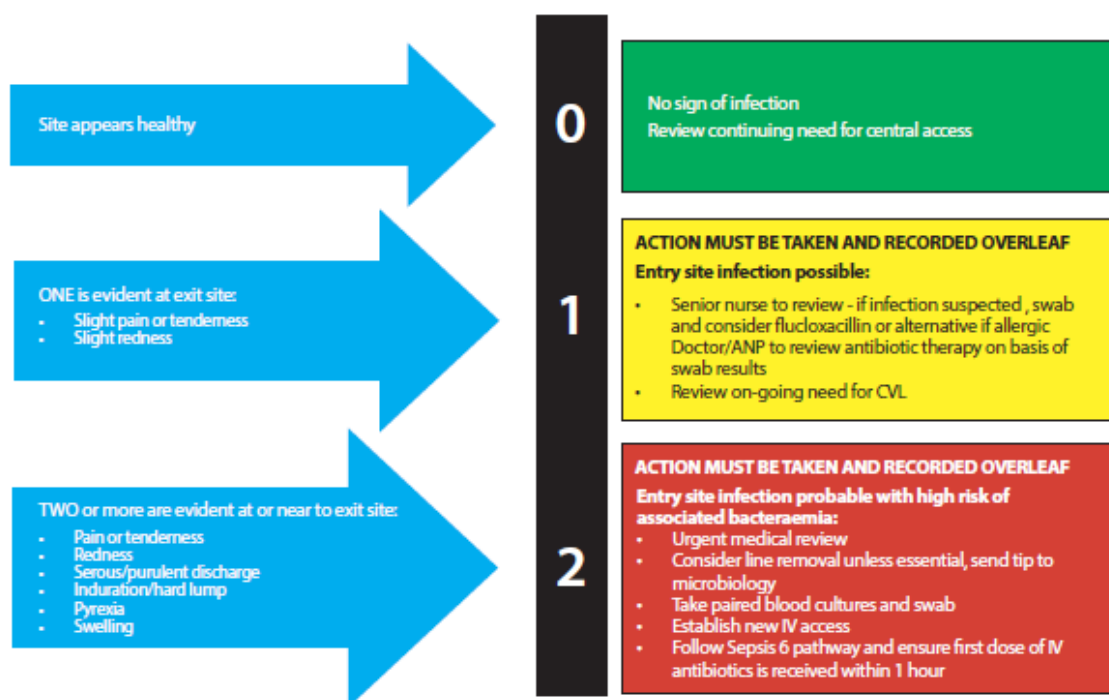 Site appears healthy
0
No sign of infection
Review continuing need for central access
ONE is evident at exit site:
• Slight pain or tenderness
• Slight redness
1
ACTION MUST BE TAKEN AND RECORDED OVERLEAF
Entry site infection possible:
• Senior nurse to review - if infection suspected , swab
and consider flucloxacillin or alternative if allergic
Doctor/ANP to review antibiotic therapy on basis of
swab results
• Review on-going need for CVL
TWO or more are evident at or near to exit site:
• Pain or tenderness
• Redness
• Serous/purulent discharge
• Induration/hard lump
• Pyrexia
• Swelling
2
ACTION MUST BE TAKEN AND RECORDED OVERLEAF
Entry site infection probable with high risk of
associated bacteraemia:
• Urgent medical review
• Consider line removal unless essential, send tip to
microbiology
• Take paired blood cultures and swab
• Establish new IV access
• Follow Sepsis 6 pathway and ensure first dose of IV
antibiotics is received within 1 hour